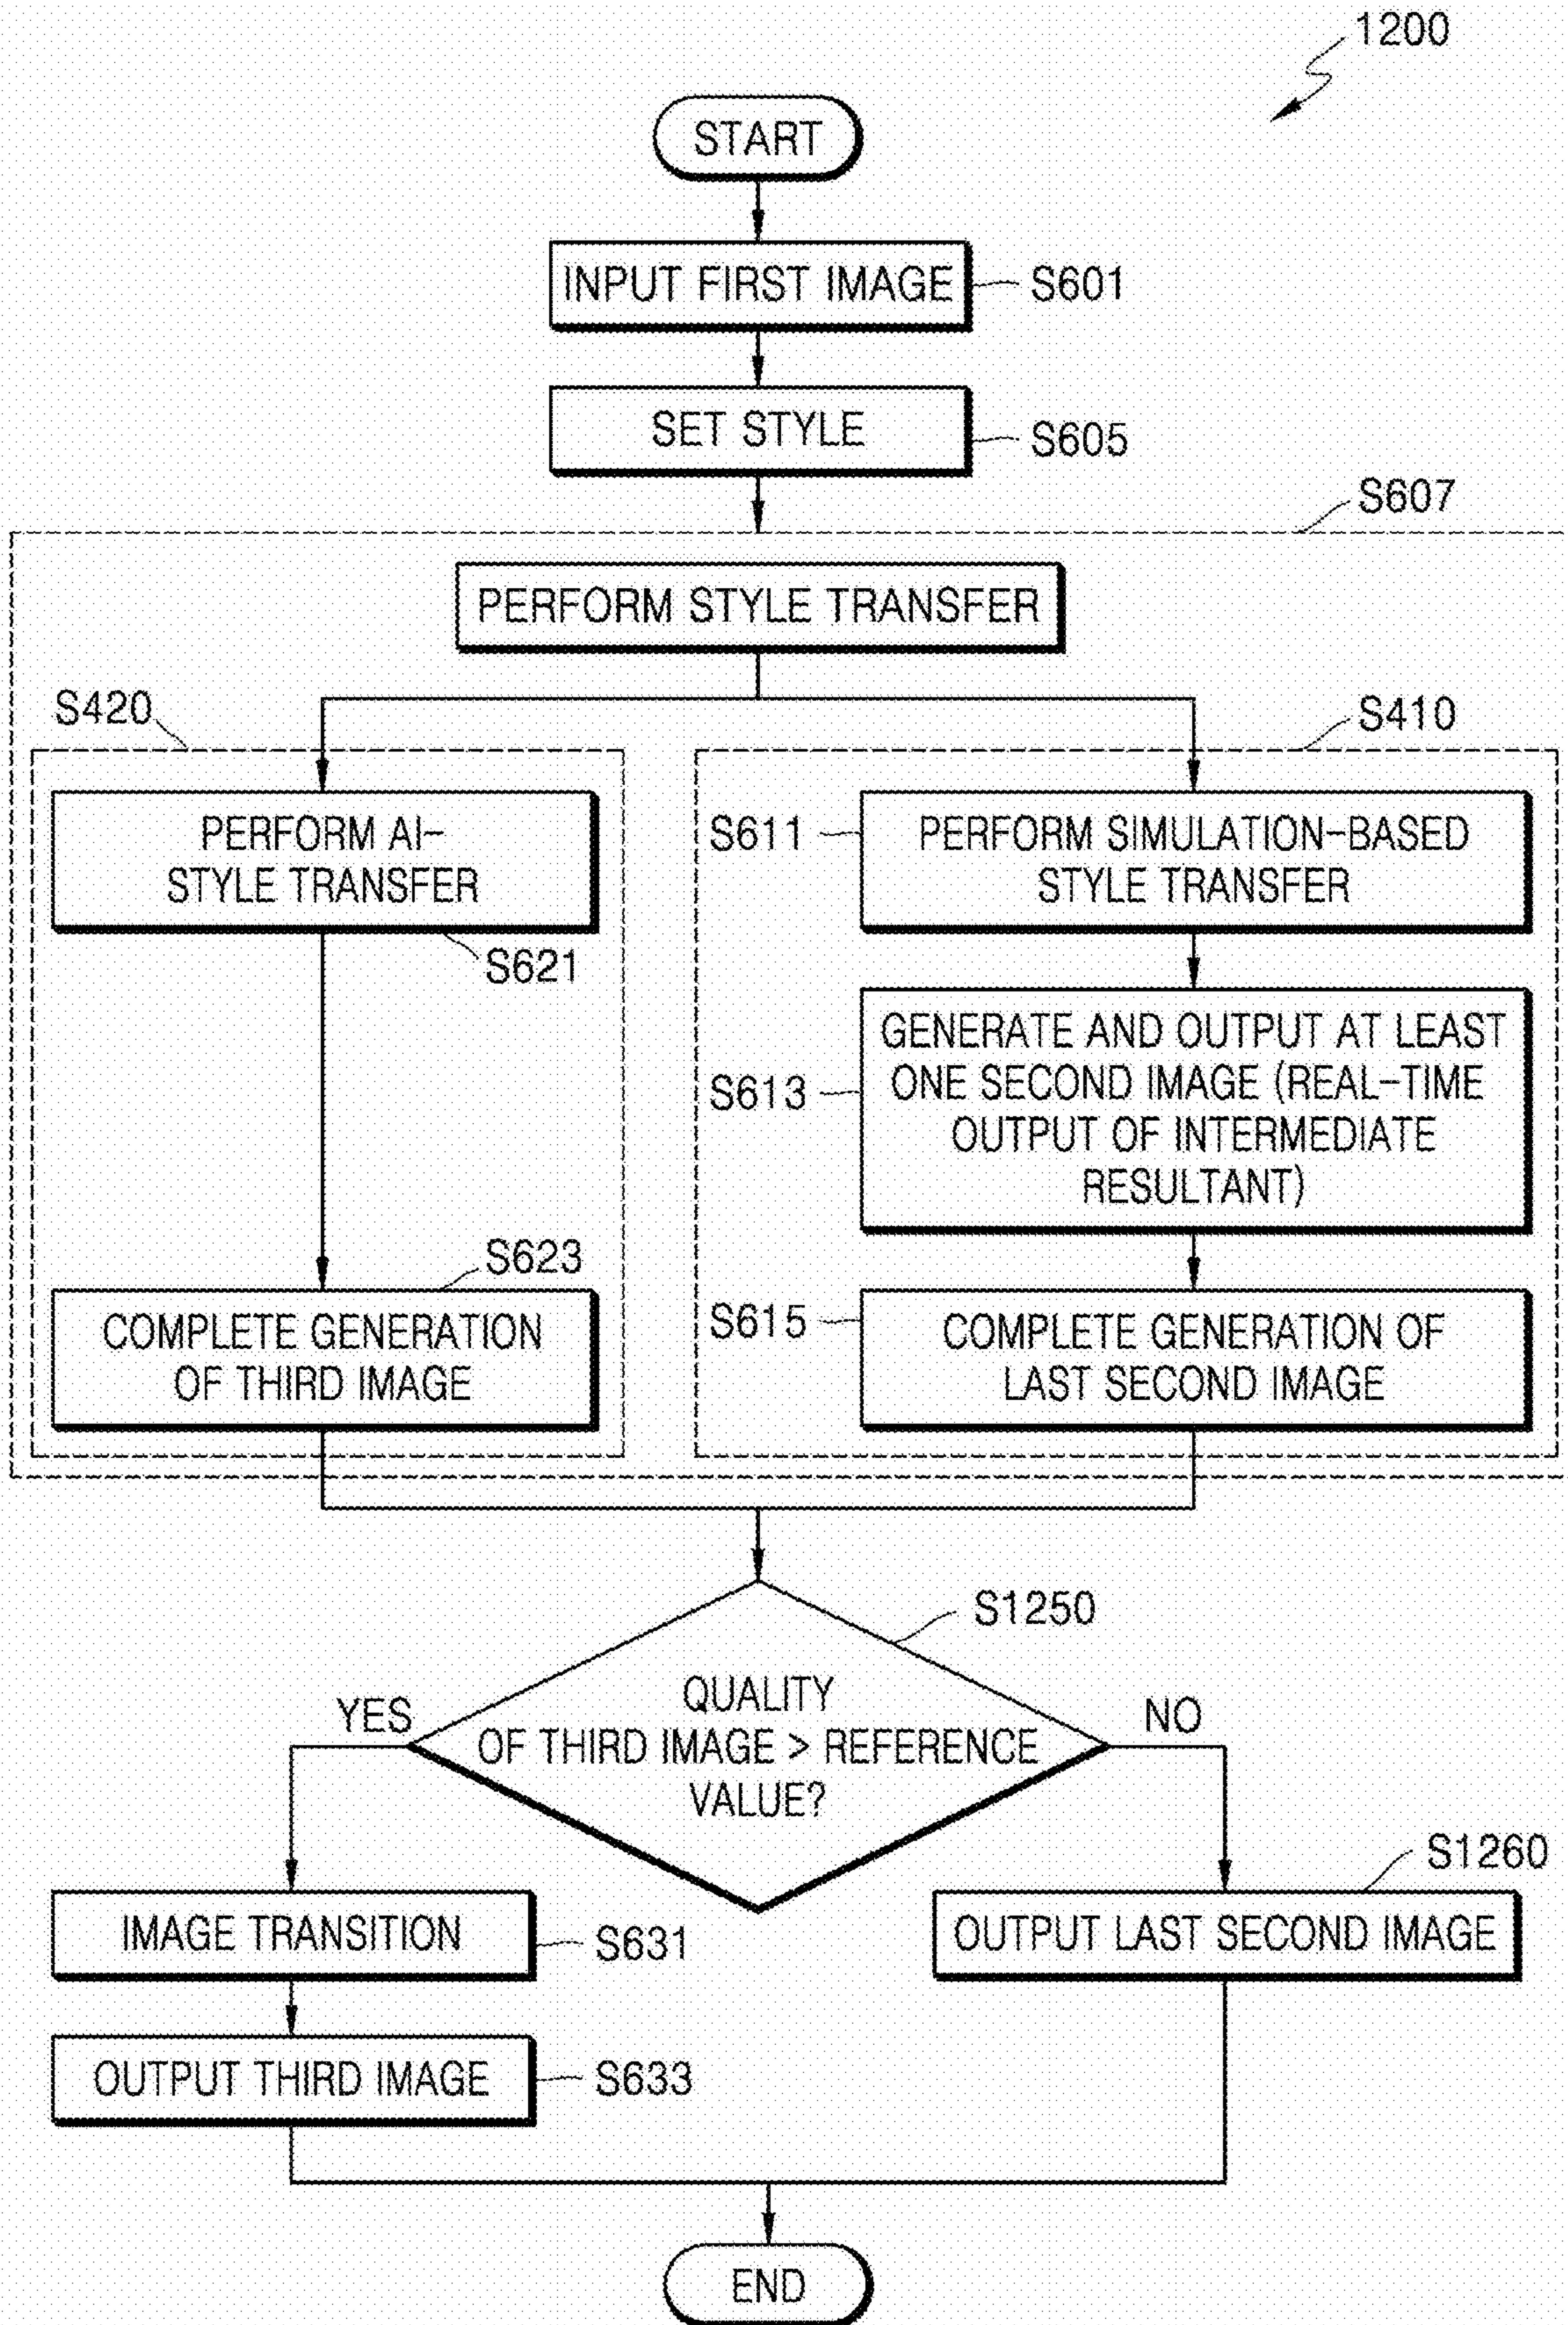 1200
START
INPUT FIRST IMAGE
S601
SET STYLE
S605
S607
PERFORM STYLE TRANSFER
S420
S410
PERFORM AI-
STYLE TRANSFER
S621
S611
PERFORM SIMULATION-BASED
STYLE TRANSFER
S613
GENERATE AND OUTPUT AT LEAST
ONE SECOND IMAGE (REAL-TIME
OUTPUT OF INTERMEDIATE
RESULTANT)
S623
COMPLETE GENERATION
OF THIRD IMAGE
S615
COMPLETE GENERATION OF
LAST SECOND IMAGE
S1250
QUALITY
OF THIRD IMAGE > REFERENCE
VALUE?
YES
NO
IMAGE TRANSITION
S631
S1260
OUTPUT LAST SECOND IMAGE
OUTPUT THIRD IMAGE
S633
END